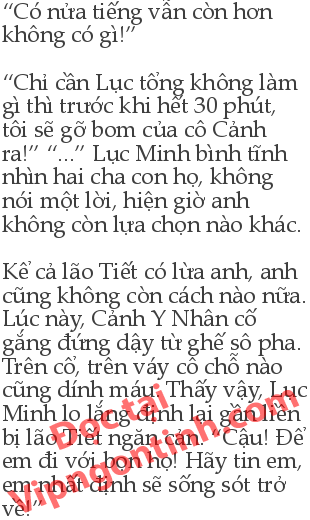 “Có nửa tiếng vẫn còn hơn
không có gì!”
“Chỉ cần Lục tổng không làm
gì thì trước khi hết 30 phút,
tôi sẽ gỡ bom của cô Cảnh
ra!” “...” Lục Minh bình tĩnh
nhìn hai cha con họ, không
nói một lời, hiện giờ anh
không còn lựa chọn nào khác.
Kể cả lão Tiết có lừa anh, anh
cũng không còn cách nào nữa.
Lúc này, Cảnh Y Nhân cố
gắng đứng dậy từ ghế sô pha.
Trên cổ, trên váy cô chỗ nào
cũng dính máu. Thấy vậy, Lục
Minh lo lắng định lại gần liền
bị lão Tiết ngăn cản. “Cậu! Để
em đi với bọn họ! Hãy tin em,
em nhất định sẽ sống sót trở
về!”
Đọc tại
Vipngontinh.com